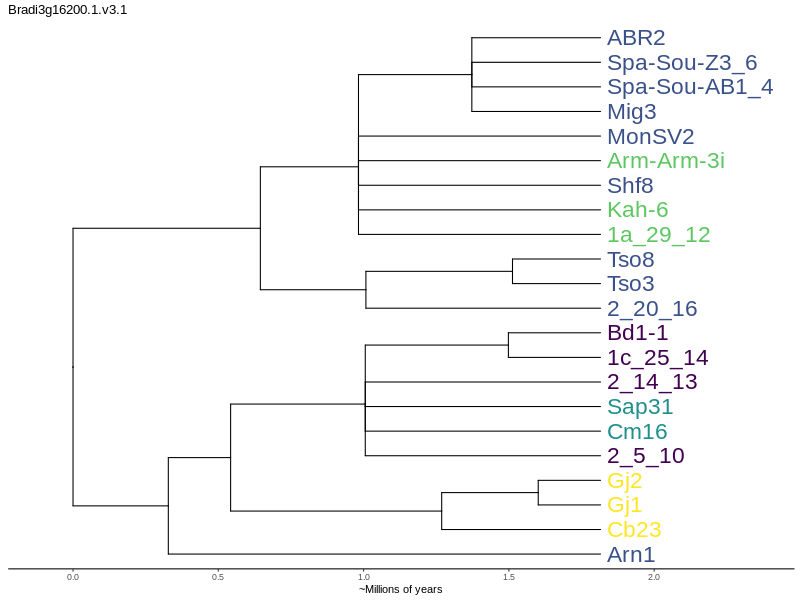 Bradi3g16200.1.v3.1
ABR2
Spa-Sou-Z3_6
Spa-Sou-AB1_4
Mig3
MonSV2
Arm-Arm-3i
Shf8
Kah-6
1a_29_12
Tso8
Tso3
2_20_16
Bd1-1
1c_25_14
2_14_13
Sap31
Cm16
2_5_10
Gj2
Gj1
Cb23
Arn1
0.0 0.5 1.0 1.5 2.0
~Millions of years